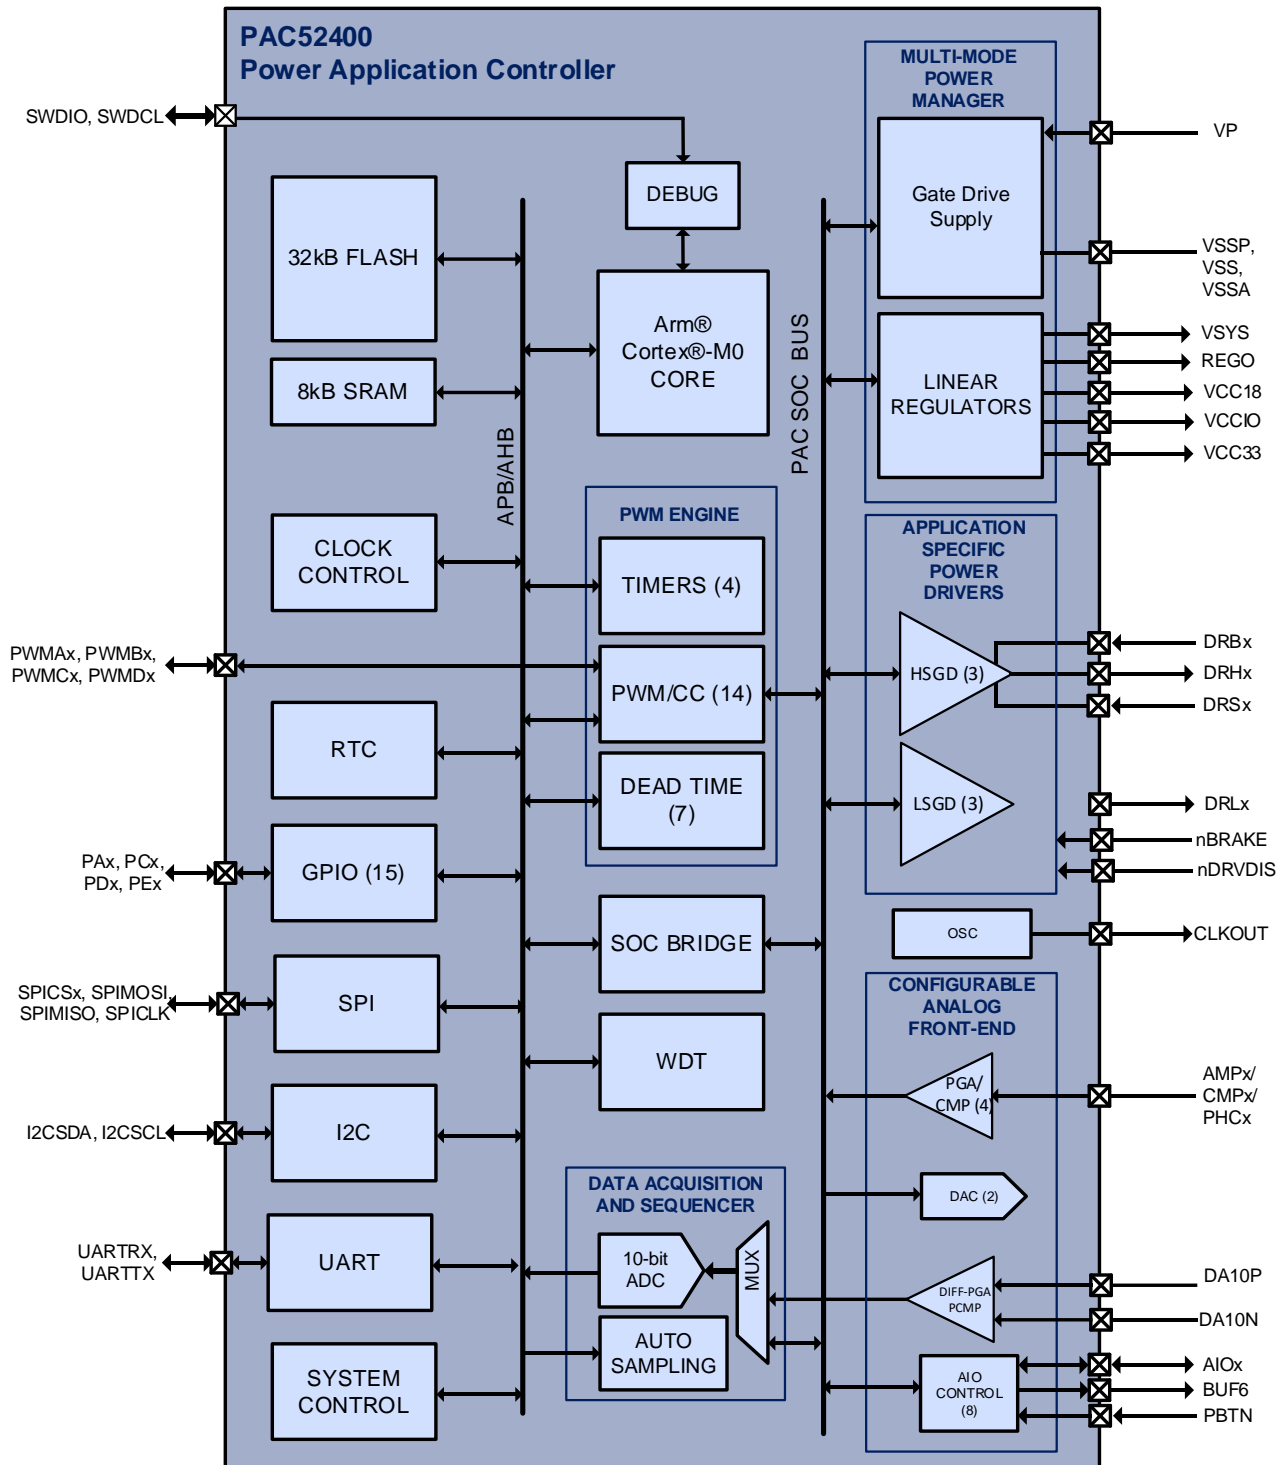 PAC52400
Power Application Controller
SWDIO, SWDCL
DEBUG
32kB FLASH
Arm®
Cortex®-M0
CORE
8kB SRAM
APB/AHB
PAC SOC BUS
MULTI-MODE
POWER
MANAGER
Gate Drive
Supply
VP
VSSP,
VSS,
VSSA
LINEAR
REGULATORS
VSYS
REGO
VCC18
VCCIO
VCC33
CLOCK
CONTROL
PWM ENGINE
TIMERS (4)
PWMAx, PWMBx,
PWMCx, PWMDx
PWM/CC (14)
RTC
DEAD TIME
(7)
APPLICATION
SPECIFIC
POWER
DRIVERS
HSGD (3)
DRBx
DRHx
DRSx
LSGD (3)
DRLx
nBRAKE
nDRVDIS
PAx, PCx,
PDx, PEx
GPIO (15)
SOC BRIDGE
OSC
CLKOUT
SPICSx, SPIMOSI,
SPIMISO, SPICLK
SPI
WDT
CONFIGURABLE
ANALOG
FRONT-END
PGA/
CMP (4)
AMPx/
CMPx/
PHCx
I2CSDA, I2CSCL
I2C
DATA ACQUISITION
AND SEQUENCER
DAC (2)
UARTRX,
UARTTX
UART
10-bit
ADC
MUX
DIFF-PGA
PCMP
DA10P
DA10N
AUTO
SAMPLING
SYSTEM
CONTROL
AIO
CONTROL
(8)
AIOx
BUF6
PBTN